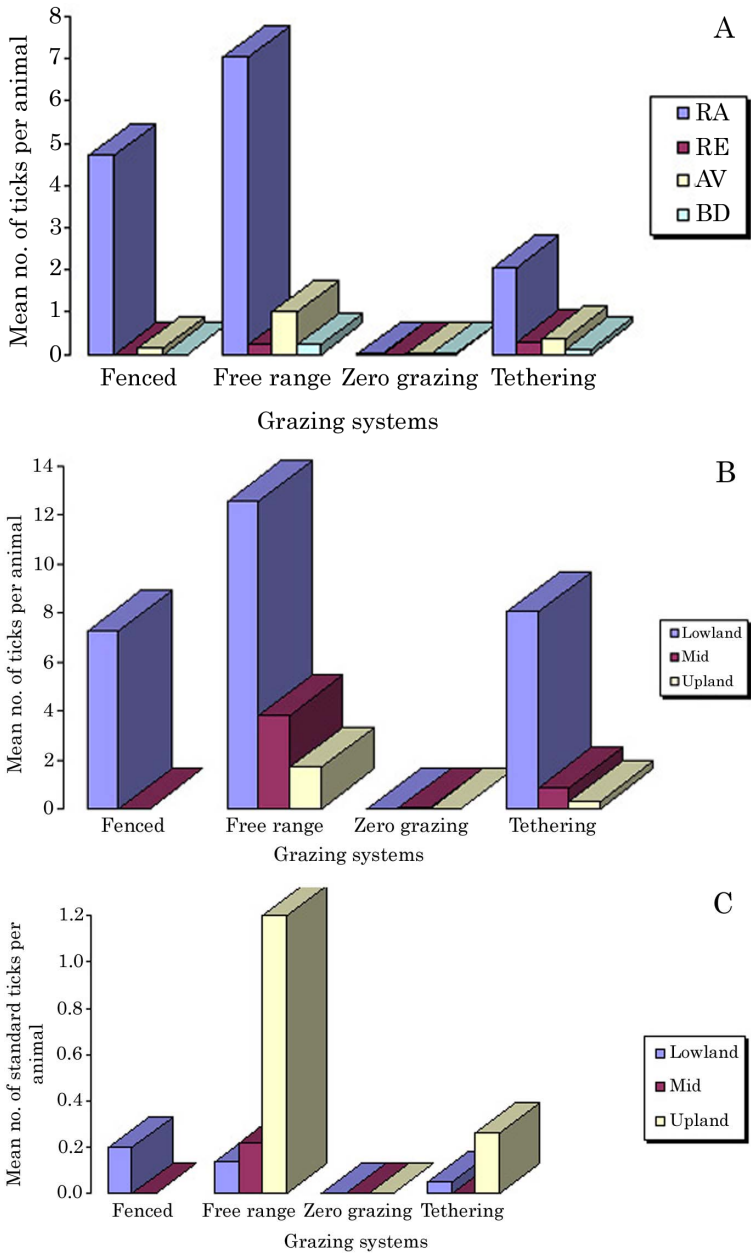 A
Mean no. of ticks per animal
8
7
6
5
4
3
2
1
0
Fenced Free range Zero grazing Tethering
Grazing systems
RA
RE
AV
BD
B
Mean no. of ticks per animal
14
12
10
8
6
4
2
0
Fenced Free range Zero grazing Tethering
Grazing systems
Lowland
Mid
Upland
C
Mean no. of standard ticks per
animal
1.2
1.0
0.8
0.6
0.4
0.2
0.0
Fenced Free range Zero grazing Tethering
Grazing systems
Lowland
Mid
Upland